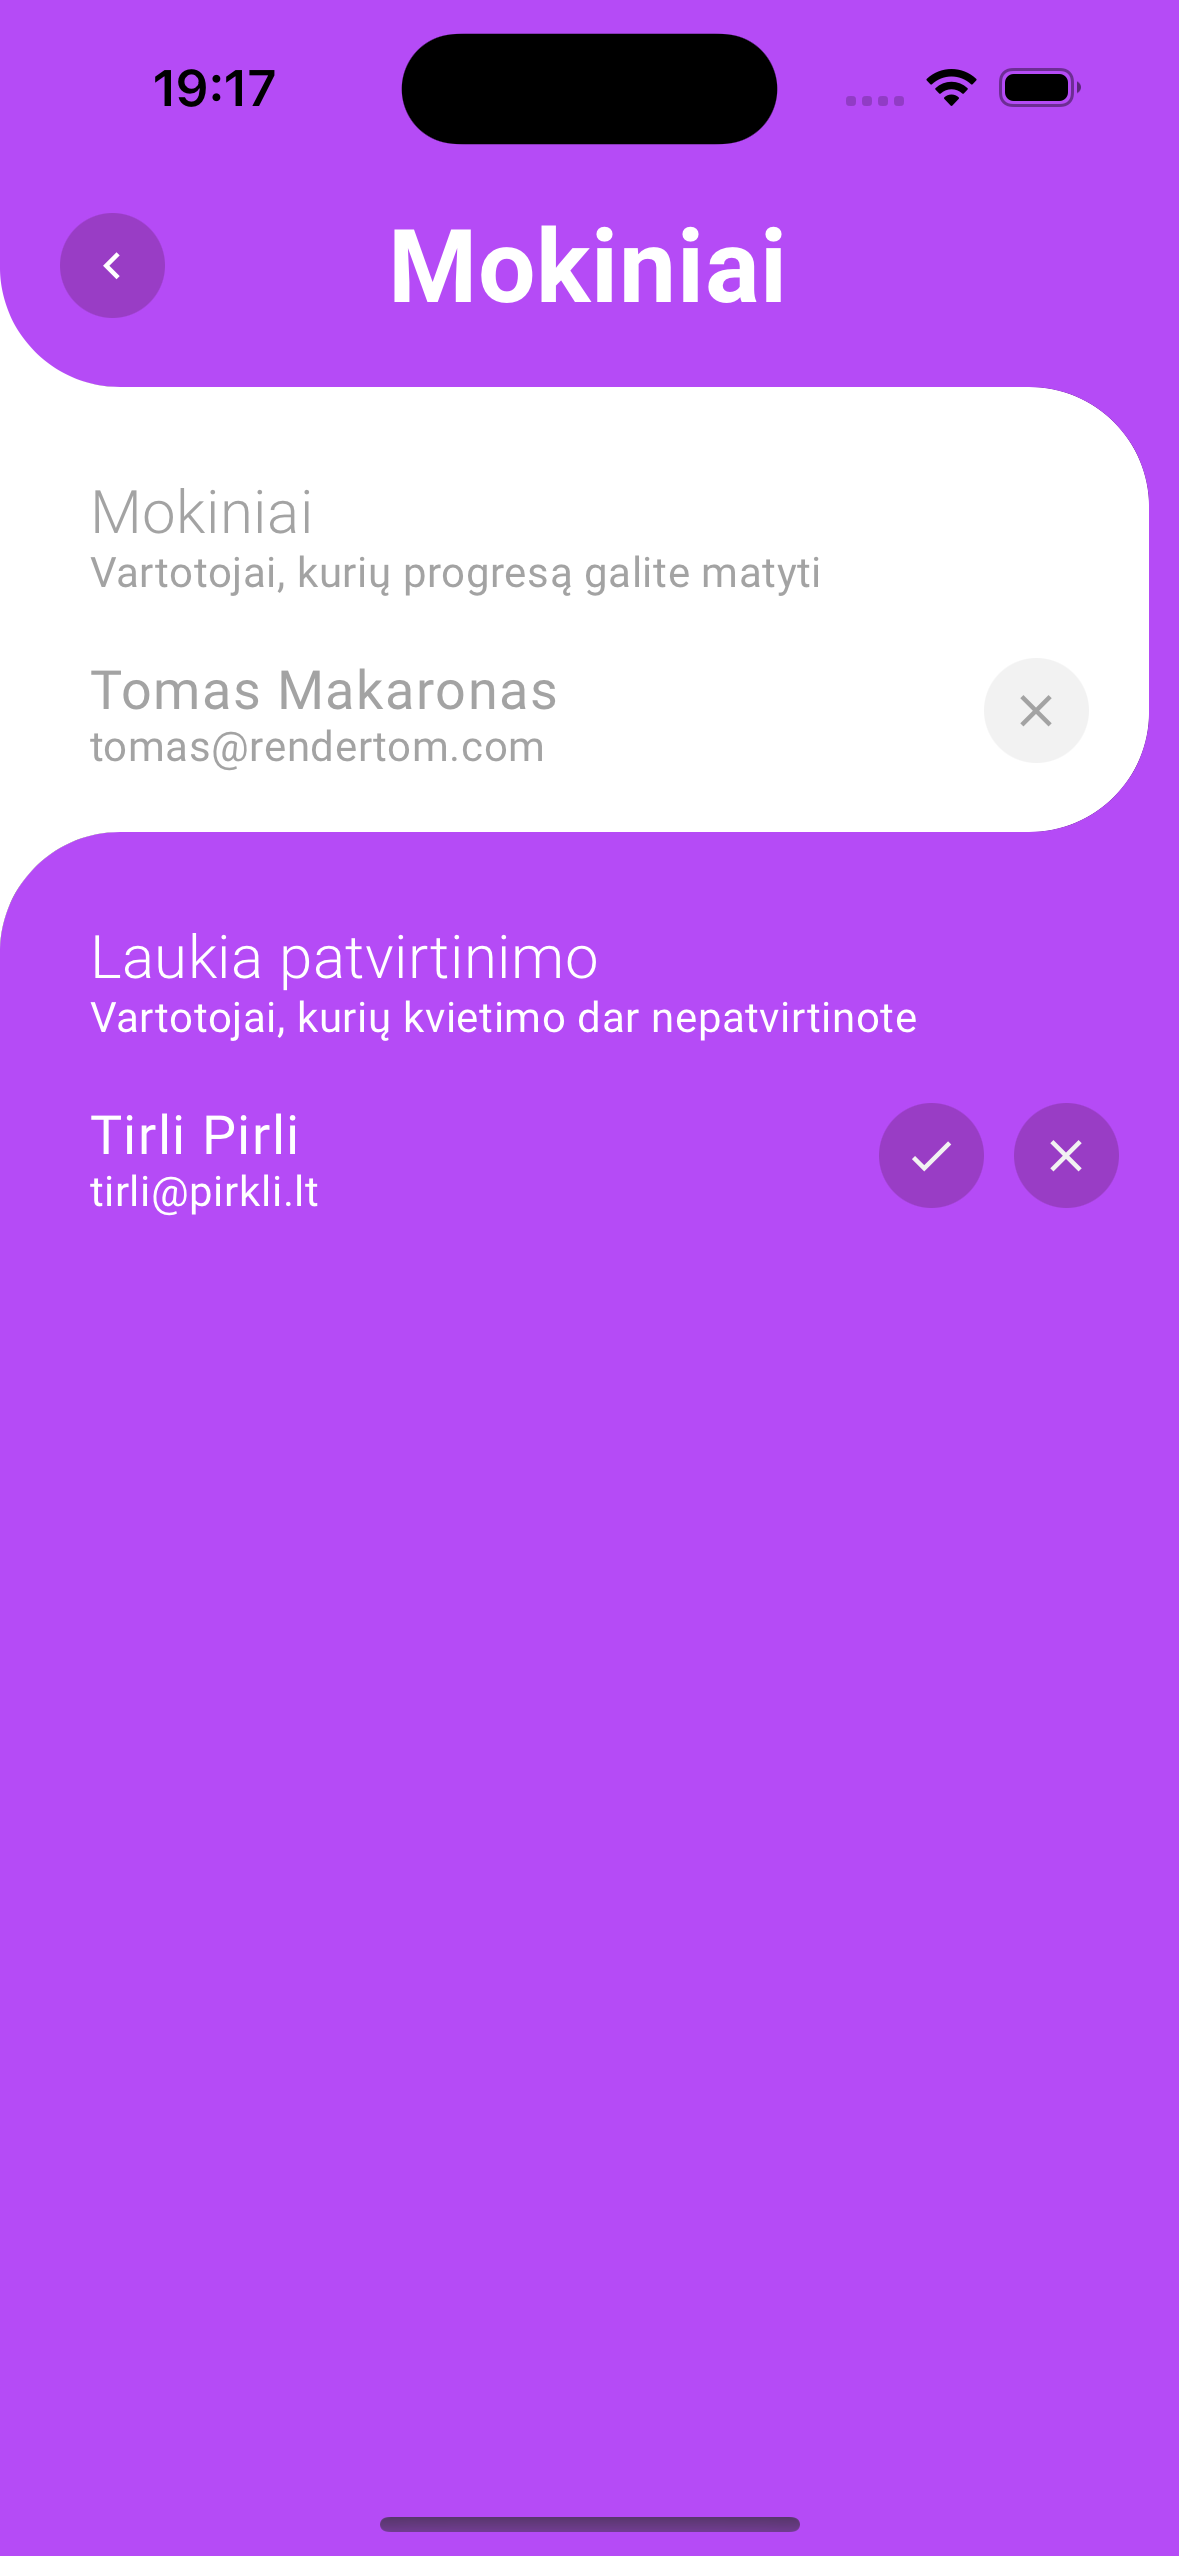 19:17
Mokiniai
Mokiniai
Vartotojai, kurių progresą galite matyti
Tomas Makaronas
tomas@rendertom.com
Laukia patvirtinimo
Vartotojai, kurių kvietimo dar nepatvirtinote
Tirli Pirli
tirli@pirkli.lt